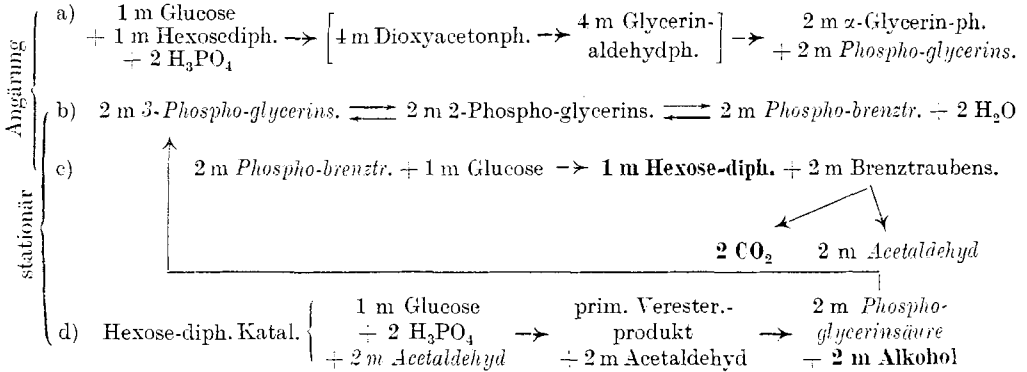 Angärung
stationär
a) 1 m Glucose + 1 m Hexosediph. + 2 H₃PO₄ → [4 m Dioxyacetonph. → 4 m Glycerin-aldehydph.] → 2 m α-Glycerin-ph. + 2 m Phospho-glycerins.
b) 2 m 3-Phospho-glycerins. ⇌ 2 m 2-Phospho-glycerins. ⇌ 2 m Phospho-brenztr. + 2 H₂O
c) 2 m Phospho-brenztr. + 1 m Glucose → 1 m Hexose-diph. + 2 m Brenztraubens.
2 CO₂ 2 m Acetaldehyd
d) Hexose-diph. Katal. { 1 m Glucose + 2 H₃PO₄ + 2 m Acetaldehyd → prim. Verester.-produkt + 2 m Acetaldehyd → 2 m Phospho-glycerinsäure + 2 m Alkohol